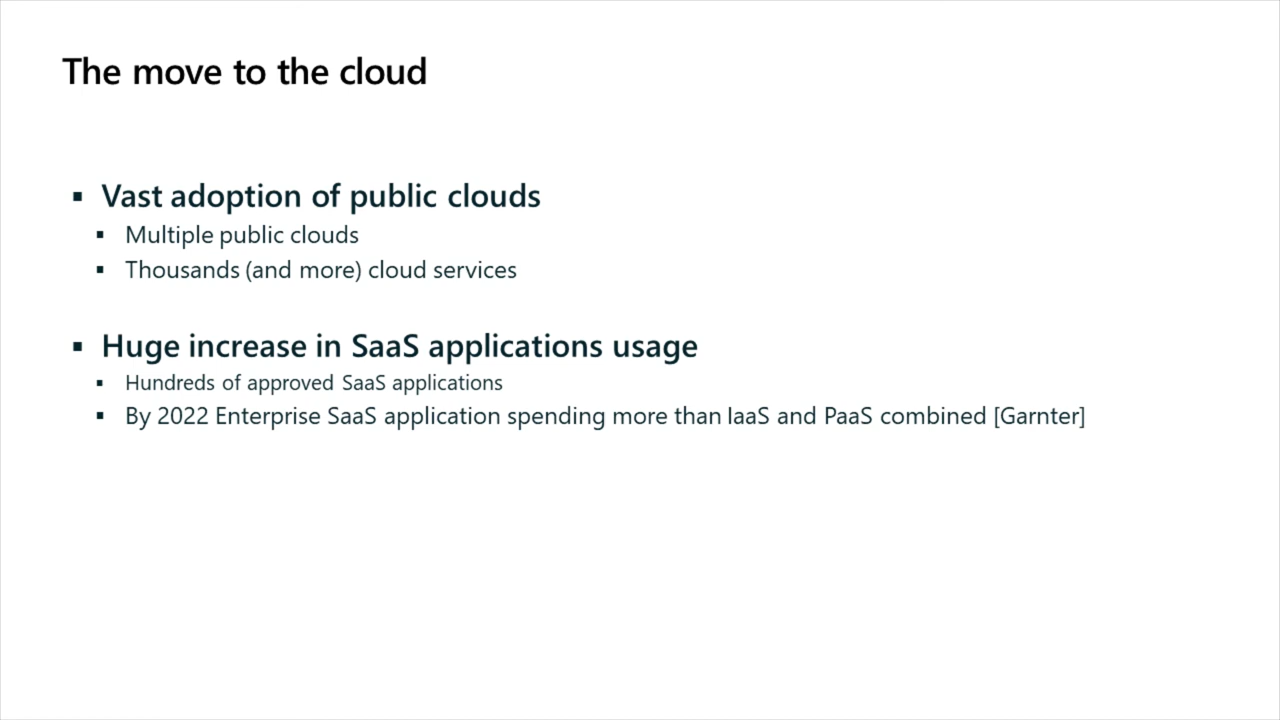 The move to the cloud
▪ Vast adoption of public clouds
▪ Multiple public clouds
▪ Thousands (and more) cloud services
▪ Huge increase in SaaS applications usage
▪ Hundreds of approved SaaS applications
▪ By 2022 Enterprise SaaS application spending more than IaaS and PaaS combined [Garnter]